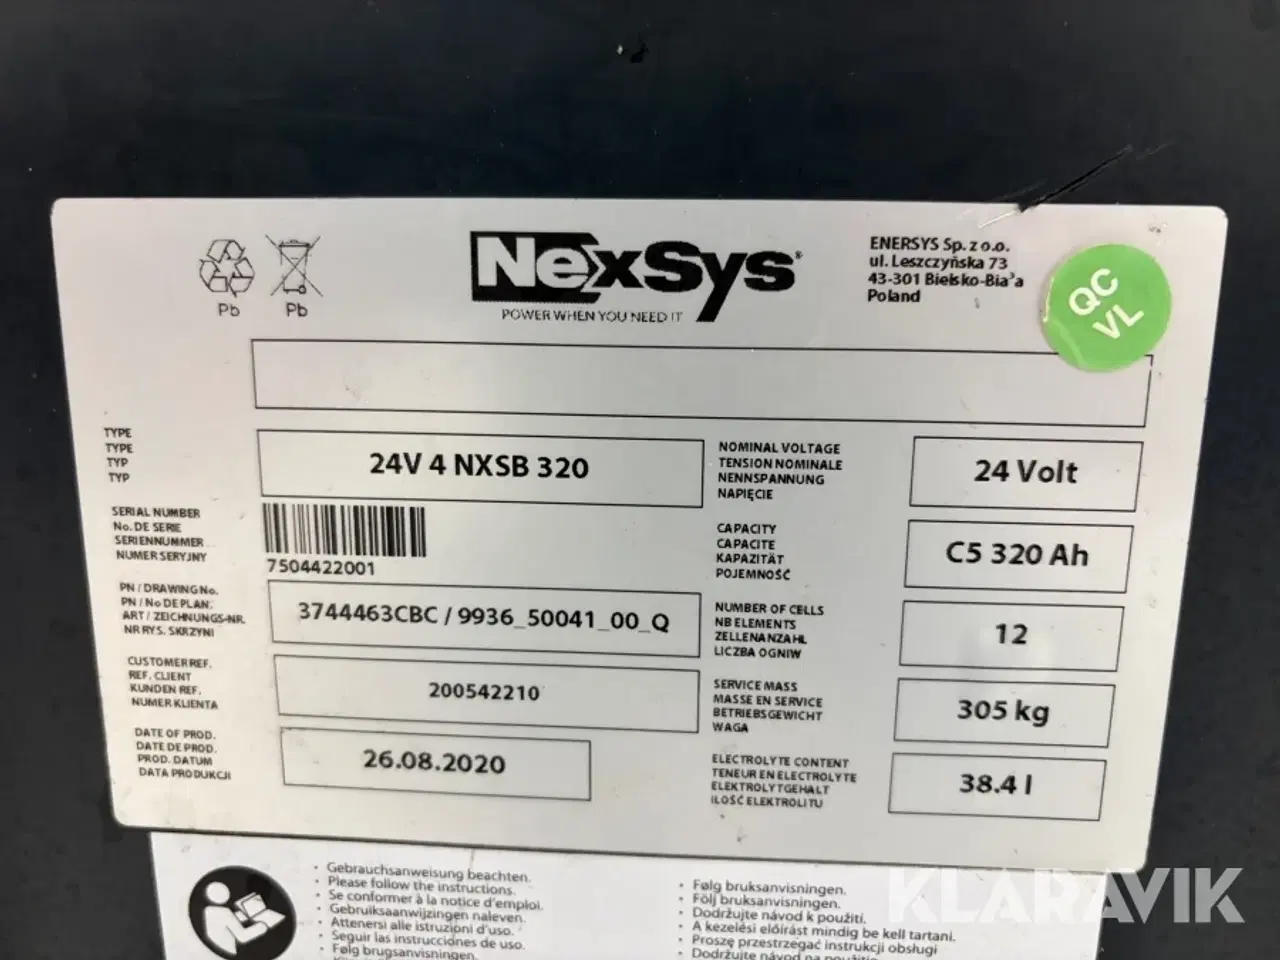 Pb
Pb
NexSys®
POWER WHEN YOU NEED IT
ENERSYS Sp. z o.o.
ul. Leszczyńska 73
43-301 Bielsko-Bia³a
Poland
QC
VL
TYPE
TYPE
TYP
TYP
24V 4 NXSB 320
SERIAL NUMBER
No. DE SERIE
SERIENNUMMER
NUMER SERYJNY
7504422001
PN / DRAWING No.
PN / No DE PLAN:
ART / ZEICHNUNGS-NR.
NR RYS. SKRZYNI
3744463CBC / 9936_50041_00_Q
CUSTOMER REF.
REF. CLIENT
KUNDEN REF.
NUMER KLIENTA
200542210
DATE OF PROD.
DATE DE PROD.
PROD. DATUM
DATA PRODUKCJI
26.08.2020
NOMINAL VOLTAGE
TENSION NOMINALE
NENNSPANNUNG
NAPIĘCIE
24 Volt
CAPACITY
CAPACITE
KAPAZITÄT
POJEMNOŚĆ
C5 320 Ah
NUMBER OF CELLS
NB ELEMENTS
ZELLENANZAHL
LICZBA OGNIW
12
SERVICE MASS
MASSE EN SERVICE
BETRIEBSGEWICHT
WAGA
305 kg
ELECTROLYTE CONTENT
TENEUR EN ELECTROLYTE
ELEKTROLYTGEHALT
ILOŚĆ ELEKTROLITU
38.4 l
• Gebrauchsanweisung beachten.
• Please follow the instructions.
• Se conformer à la notice d'emploi.
• Gebruiksaanwijzingen naleven.
• Attenersi alle istruzioni d'uso.
• Seguir las instrucciones de uso.
• Følg brugsanvisningen.
• Følg bruksanvisningen.
• Följ bruksanvisningen.
• Dodržujte návod k použití.
• A kezelési előírást mindig be kell tartani.
• Proszę przestrzegać instrukcji obsługi
• Dodržujte návod na použitie.
KLARAVIK